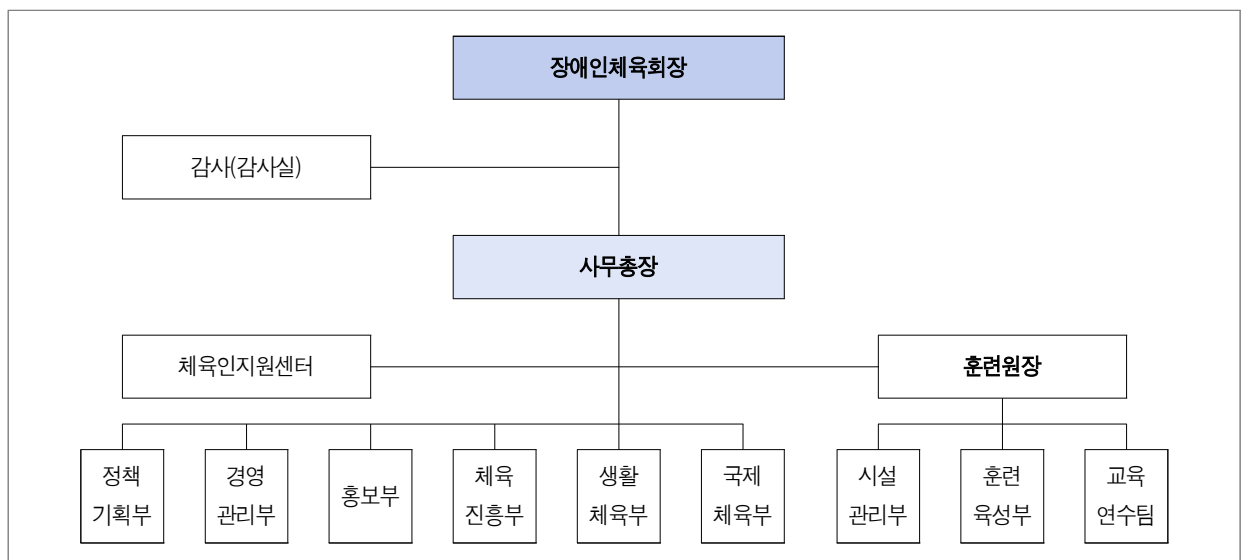 장애인체육회장
감사(감사실)
사무총장
체육인지원센터
훈련원장
정책
기획부
경영
관리부
홍보부
체육
진흥부
생활
체육부
국제
체육부
시설
관리부
훈련
육성부
교육
연수팀